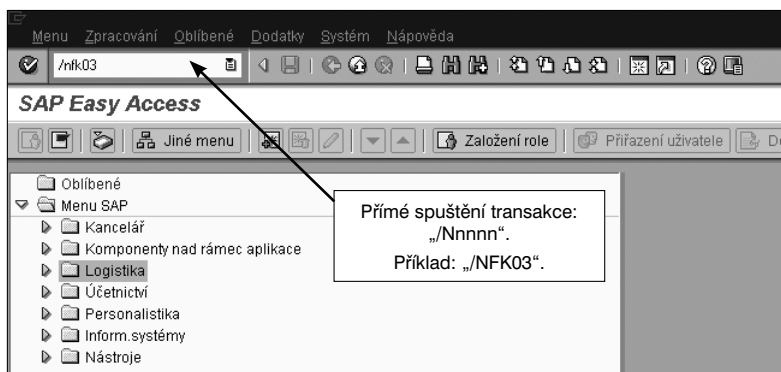 Menu Zpracování Oblíbené Dodatky Systém Nápověda
/nfk03
SAP Easy Access
Jiné menu Založení role Přiřazení uživatele
Oblíbené
Menu SAP
Kancelář
Komponenty nad rámec aplikace
Logistika
Účetnictví
Personalistika
Inform.systémy
Nástroje
Přímé spuštění transakce:
„/Nnnnn“.
Příklad: „/NFK03“.